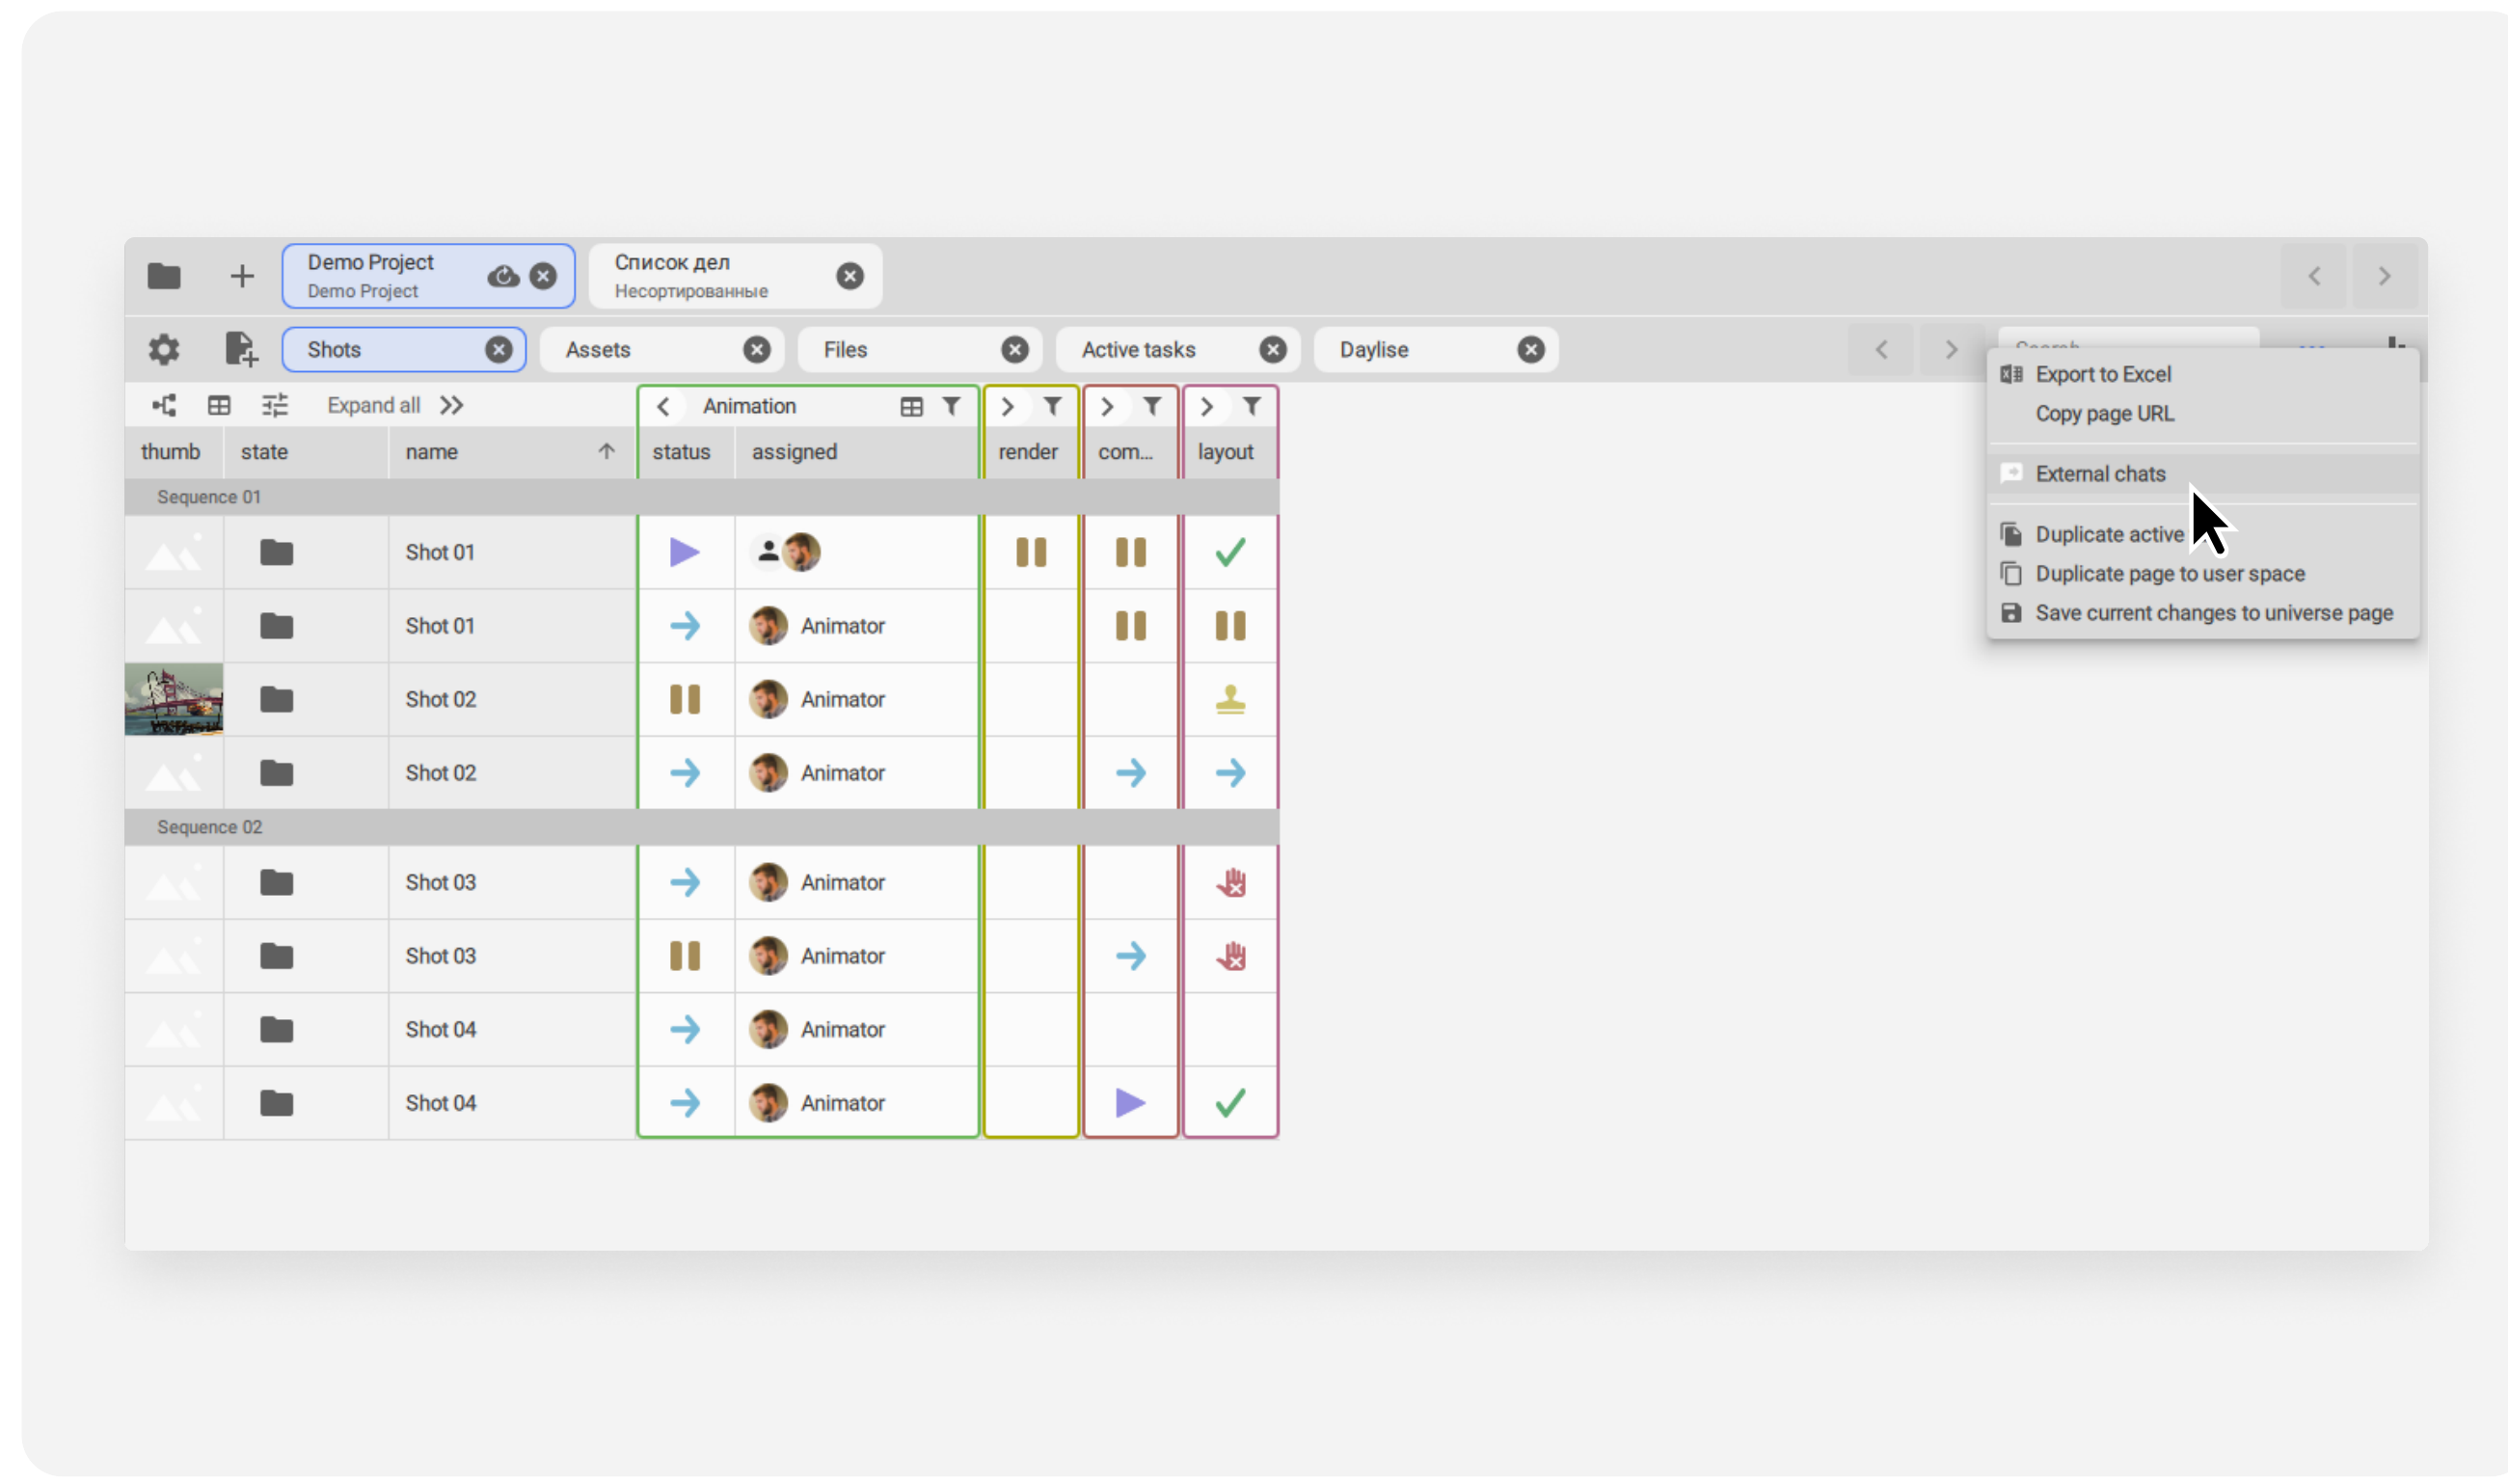 Demo Project
Demo Project
Список дел
Несортированные
Shots
Assets
Files
Active tasks
Daylise
Search
Export to Excel
Copy page URL
External chats
Duplicate active
Duplicate page to user space
Save current changes to universe page
Expand all
Animation
thumb state name status assigned render com... layout
Sequence 01
Shot 01
Shot 01 Animator
Shot 02 Animator
Shot 02 Animator
Sequence 02
Shot 03 Animator
Shot 03 Animator
Shot 04 Animator
Shot 04 Animator